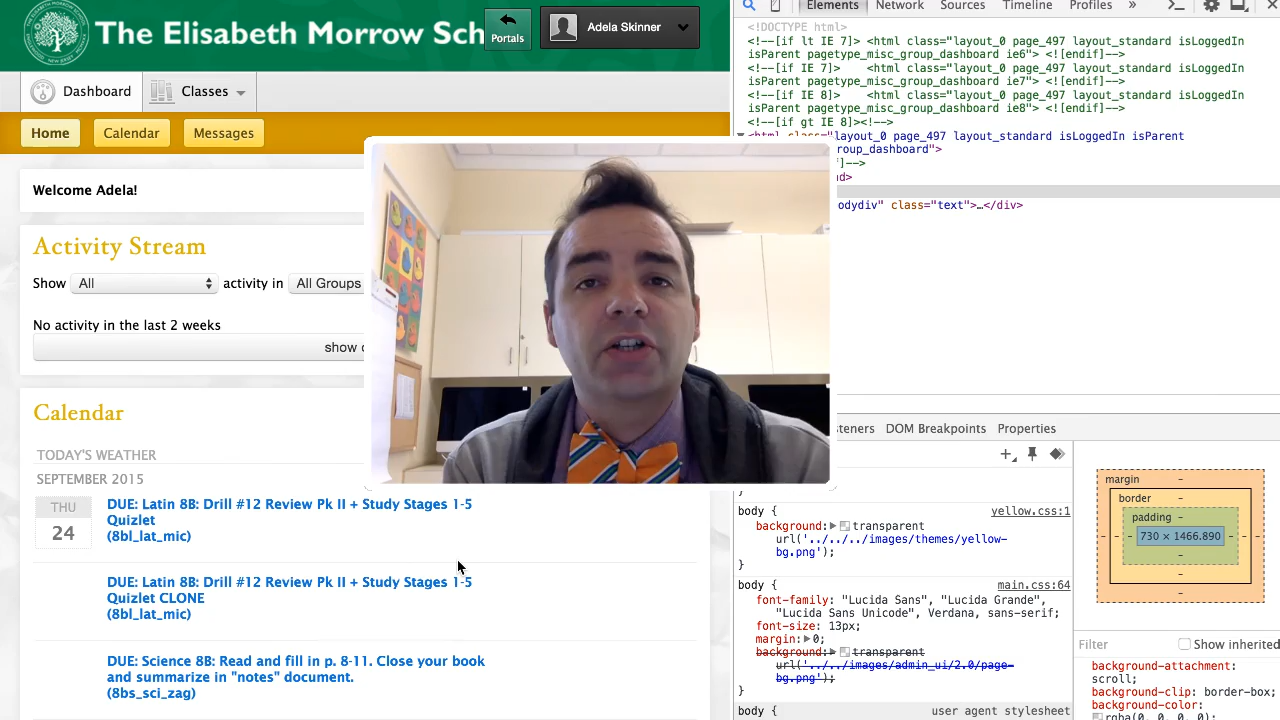 The Elisabeth Morrow Sch
Portals
Adela Skinner
Dashboard
Classes
Home
Calendar
Messages
Welcome Adela!
Activity Stream
Show
All
activity in
All Groups
No activity in the last 2 weeks
show
Calendar
TODAY'S WEATHER
SEPTEMBER 2015
THU
24
DUE: Latin 8B: Drill #12 Review Pk II + Study Stages 1-5
Quizlet
(8bl_lat_mic)
DUE: Latin 8B: Drill #12 Review Pk II + Study Stages 1-5
Quizlet CLONE
(8bl_lat_mic)
DUE: Science 8B: Read and fill in p. 8-11. Close your book
and summarize in "notes" document.
(8bs_sci_zag)
Elements Network Sources Timeline Profiles »
<!DOCTYPE html>
<!--[if lt IE 7]> <html class="layout_0 page_497 layout_standard isLoggedIn
isParent pagetype_misc_group_dashboard ie6"> <![endif]-->
<!--[if IE 7]>    <html class="layout_0 page_497 layout_standard isLoggedIn
isParent pagetype_misc_group_dashboard ie7"> <![endif]-->
<!--[if IE 8]>    <html class="layout_0 page_497 layout_standard isLoggedIn
isParent pagetype_misc_group_dashboard ie8"> <![endif]-->
<!--[if gt IE 8]><!-->
<html class="layout_0 page_497 layout_standard isLoggedIn isParent
roup_dashboard">
]-->
d>
odydiv" class="text">…</div>
teners DOM Breakpoints Properties
}
body { yellow.css:1
background: transparent
url('../../../images/themes/yellow-
bg.png');
}
body { main.css:64
font-family: "Lucida Sans", "Lucida Grande",
"Lucida Sans Unicode", Verdana, sans-serif;
font-size: 13px;
margin: 0;
background: transparent
url('../../images/admin_ui/2.0/page-
bg.png');
}
body { user agent stylesheet
margin –
border –
padding –
730 × 1466.890
Filter
Show inherited
background-attachment:
scroll;
background-clip: border-box;
background-color:
rgba(0, 0, 0, 0)